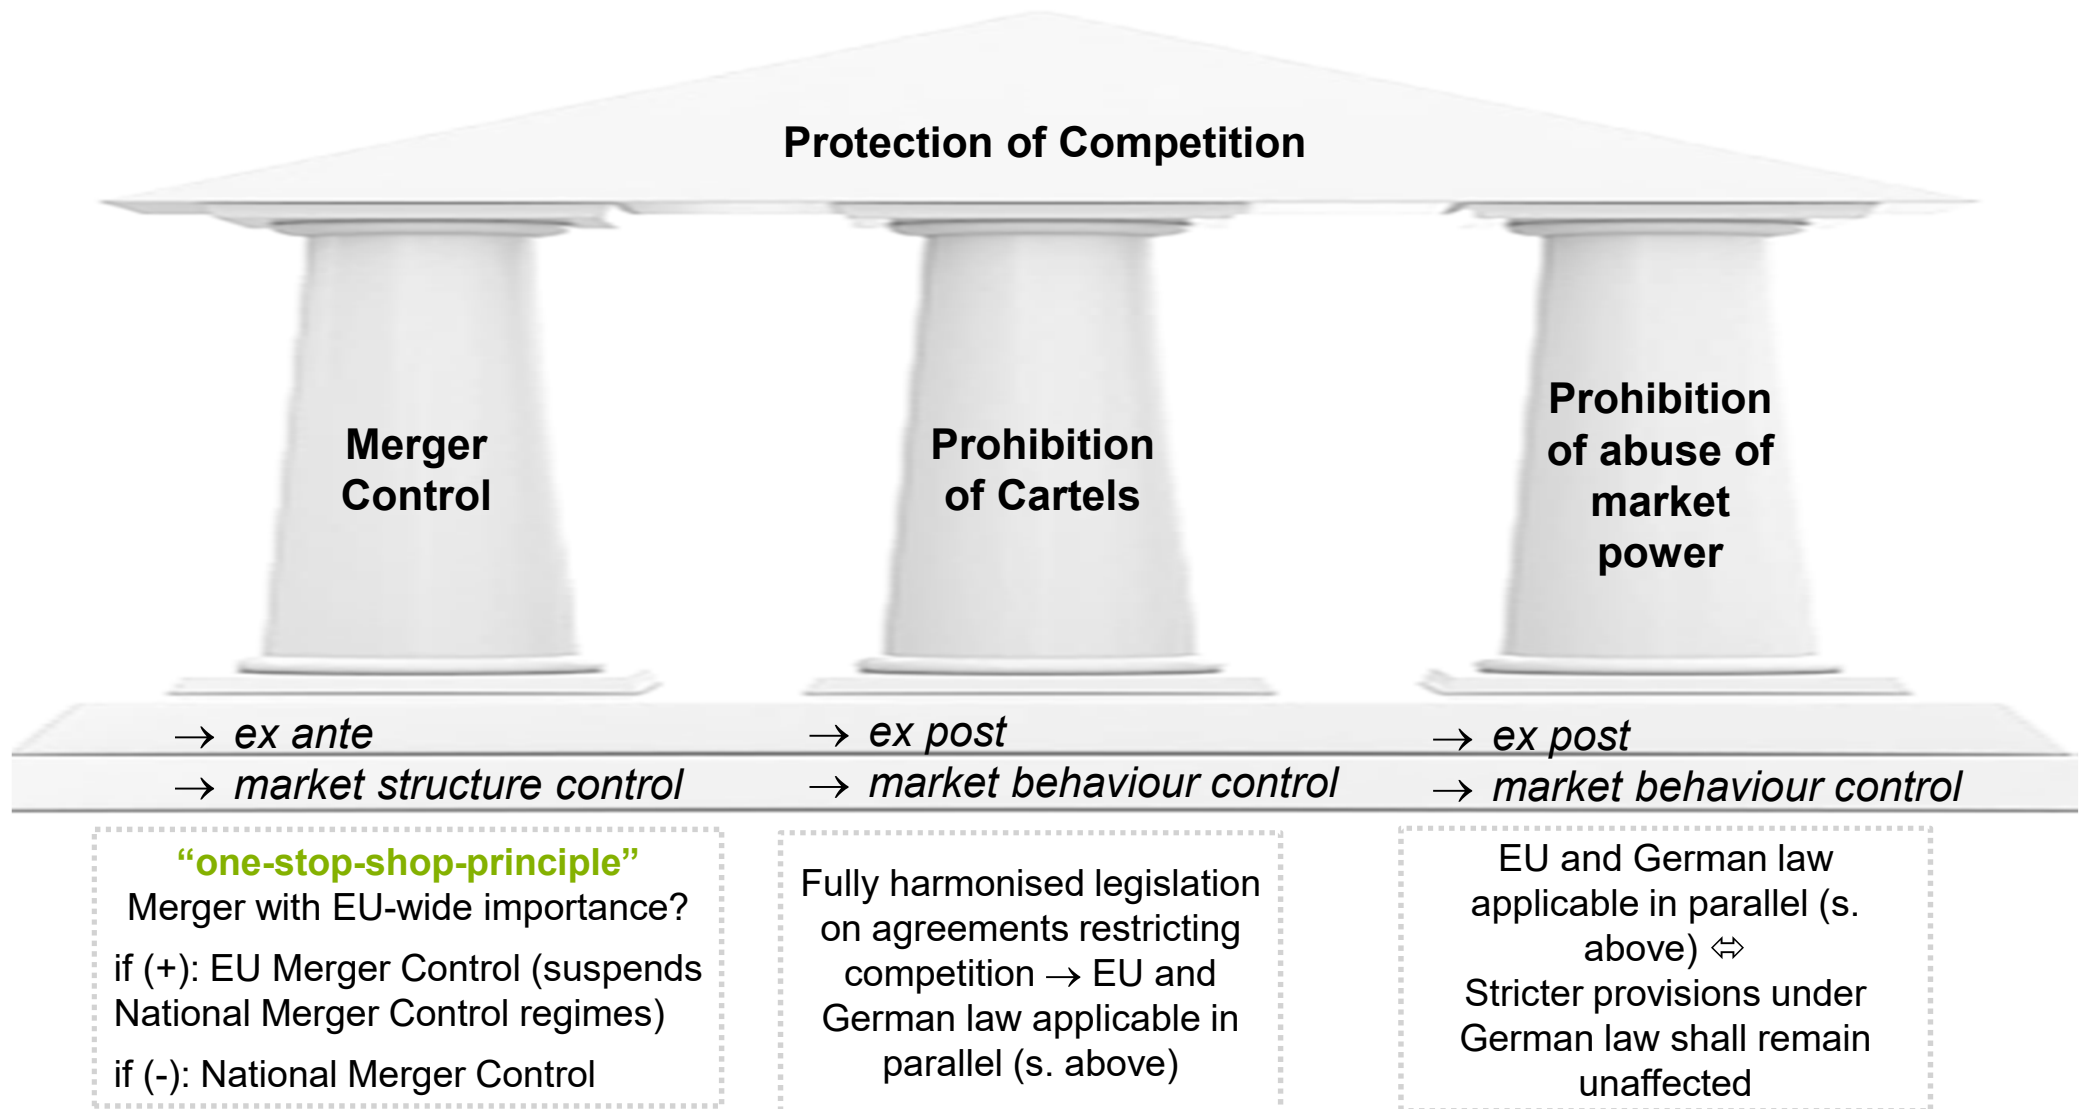 Protection of Competition
Merger
Control
Prohibition
of Cartels
Prohibition
of abuse of
market
power
→ ex ante
→ market structure control
→ ex post
→ market behaviour control
→ ex post
→ market behaviour control
“one-stop-shop-principle”
Merger with EU-wide importance?
if (+): EU Merger Control (suspends
National Merger Control regimes)
if (-): National Merger Control
Fully harmonised legislation
on agreements restricting
competition → EU and
German law applicable in
parallel (s. above)
EU and German law
applicable in parallel (s.
above) ⇔
Stricter provisions under
German law shall remain
unaffected